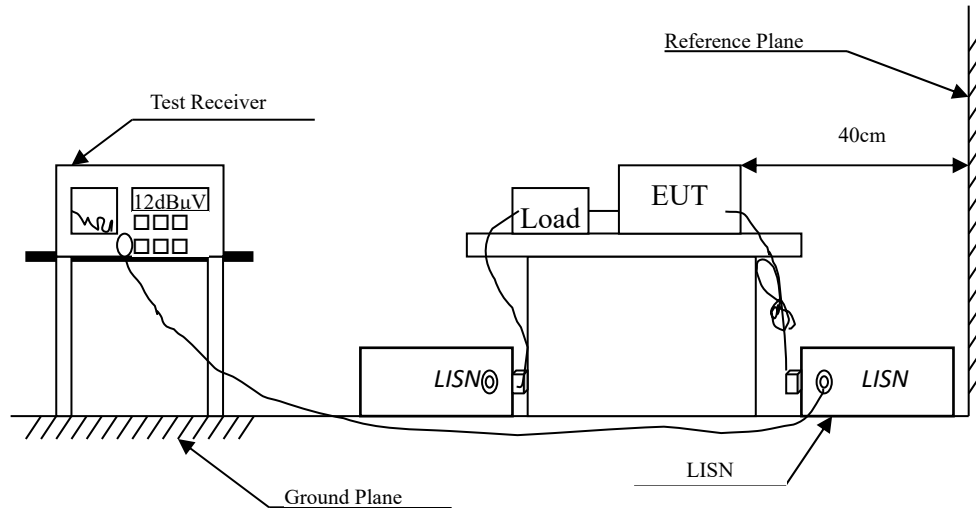 Reference Plane
Test Receiver
40cm
12dBμV
EUT
Load
LISN
LISN
LISN
Ground Plane